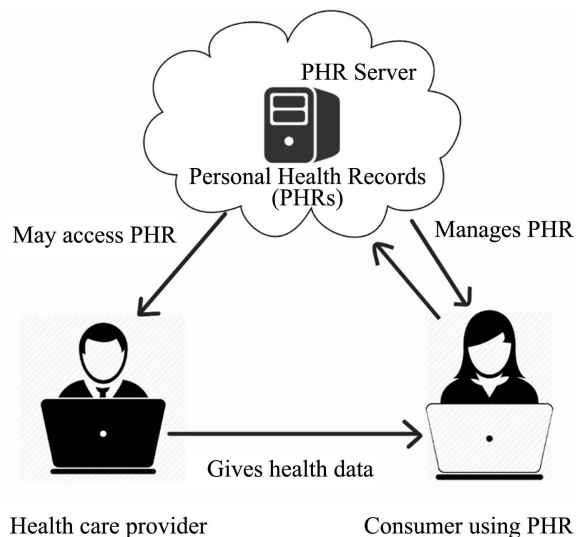 PHR Server
Personal Health Records
(PHRs)
May access PHR
Manages PHR
Gives health data
Health care provider
Consumer using PHR